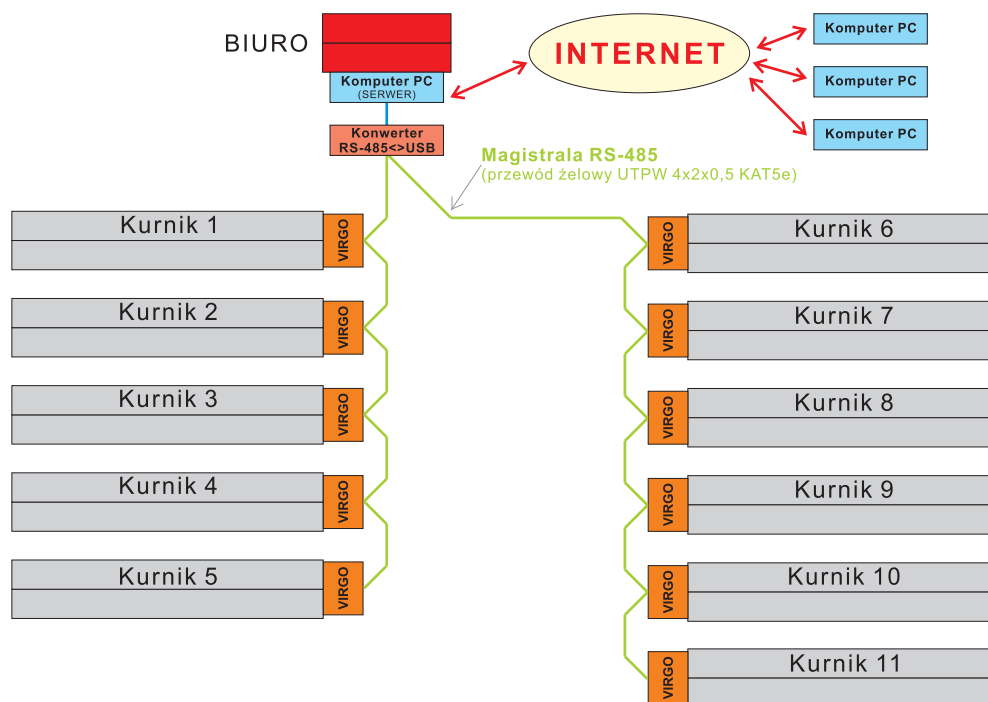 BIURO
Komputer PC
(SERWER)
Konwerter
RS-485<>USB
INTERNET
Komputer PC
Komputer PC
Komputer PC
Magistrala RS-485
(przewód żelowy UTPW 4x2x0,5 KAT5e)
Kurnik 1
VIRGO
Kurnik 2
VIRGO
Kurnik 3
VIRGO
Kurnik 4
VIRGO
Kurnik 5
VIRGO
VIRGO
Kurnik 6
VIRGO
Kurnik 7
VIRGO
Kurnik 8
VIRGO
Kurnik 9
VIRGO
Kurnik 10
VIRGO
Kurnik 11